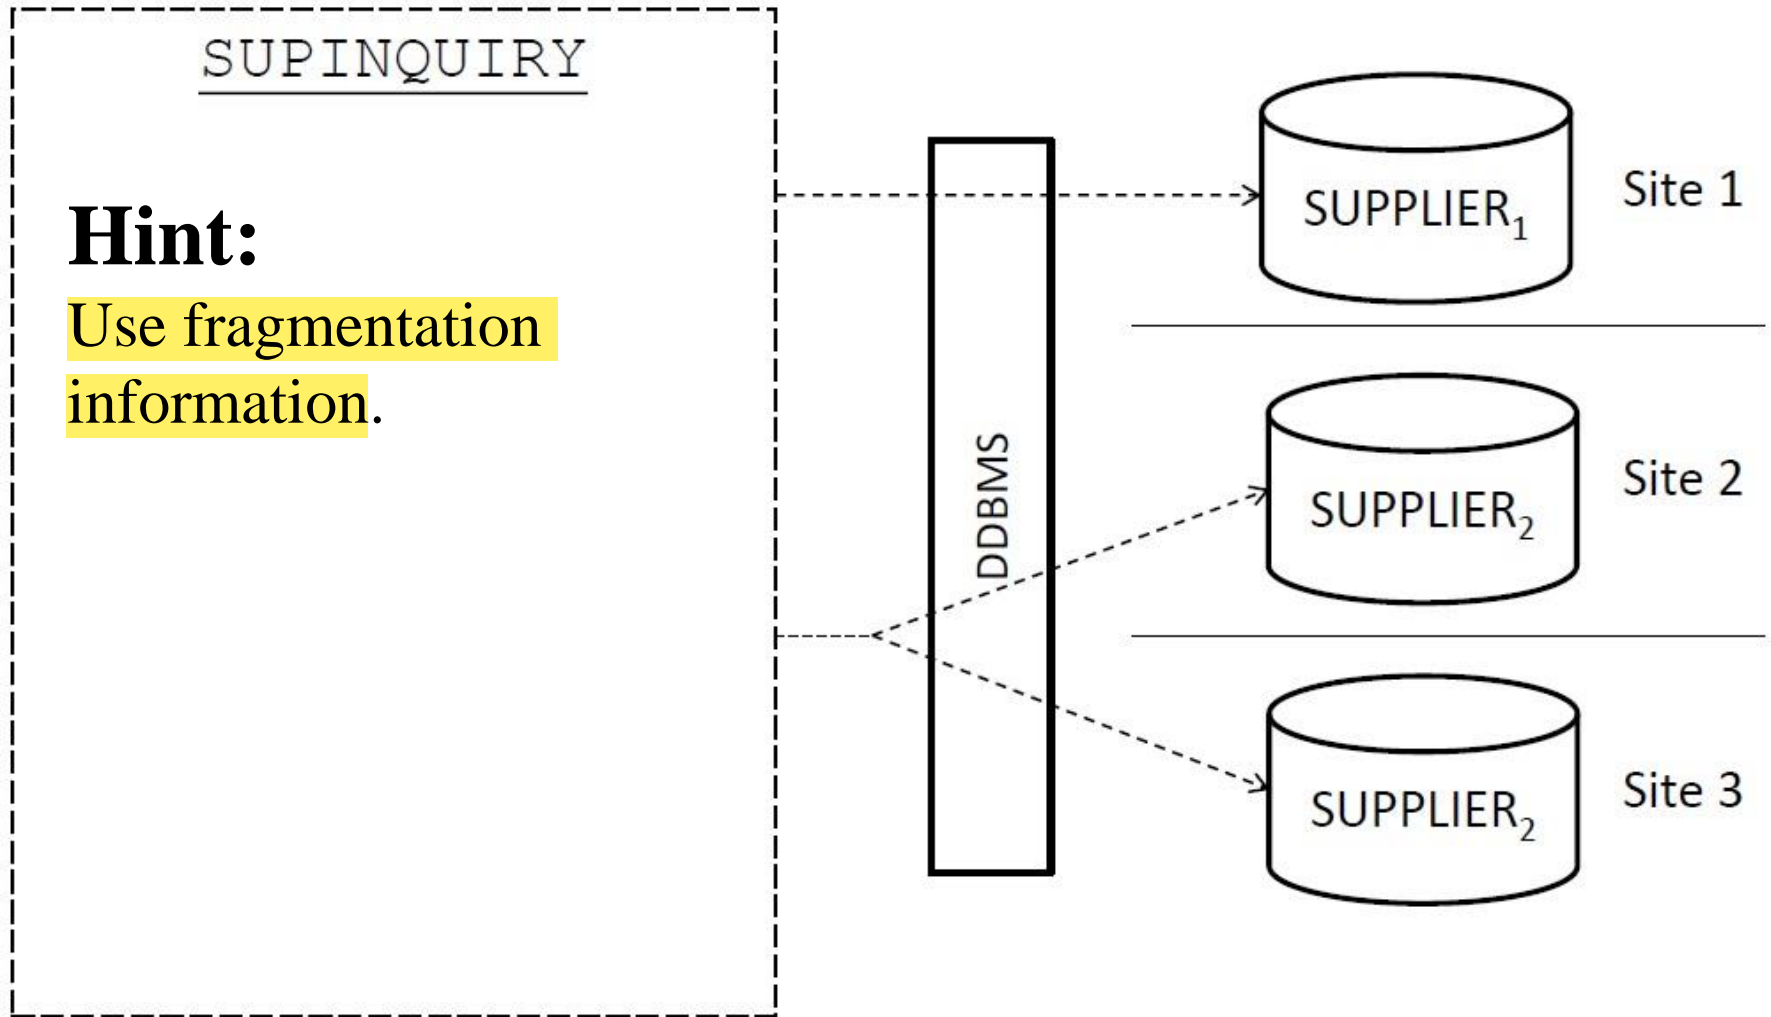 SUPINQUIRY
Hint:
Use fragmentation
information.
DDBMS
SUPPLIER₁
Site 1
SUPPLIER₂
Site 2
SUPPLIER₂
Site 3